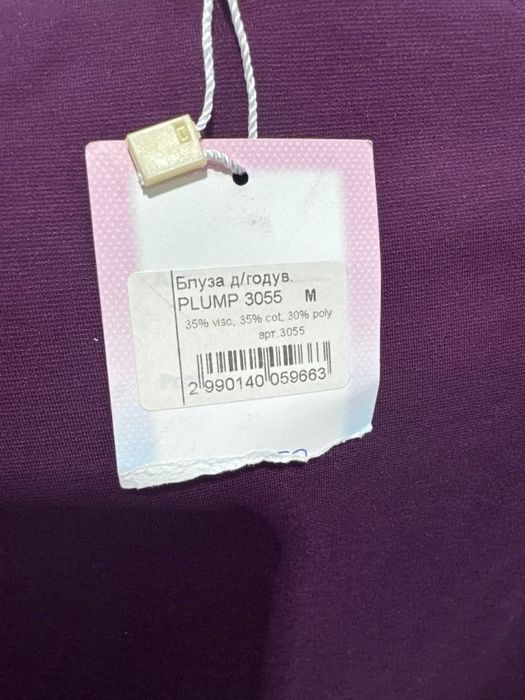 Блуза д/годув.
PLUMP 3055 M
35% visc, 35% cot, 30% poly
арт.3055
2 990140 059663